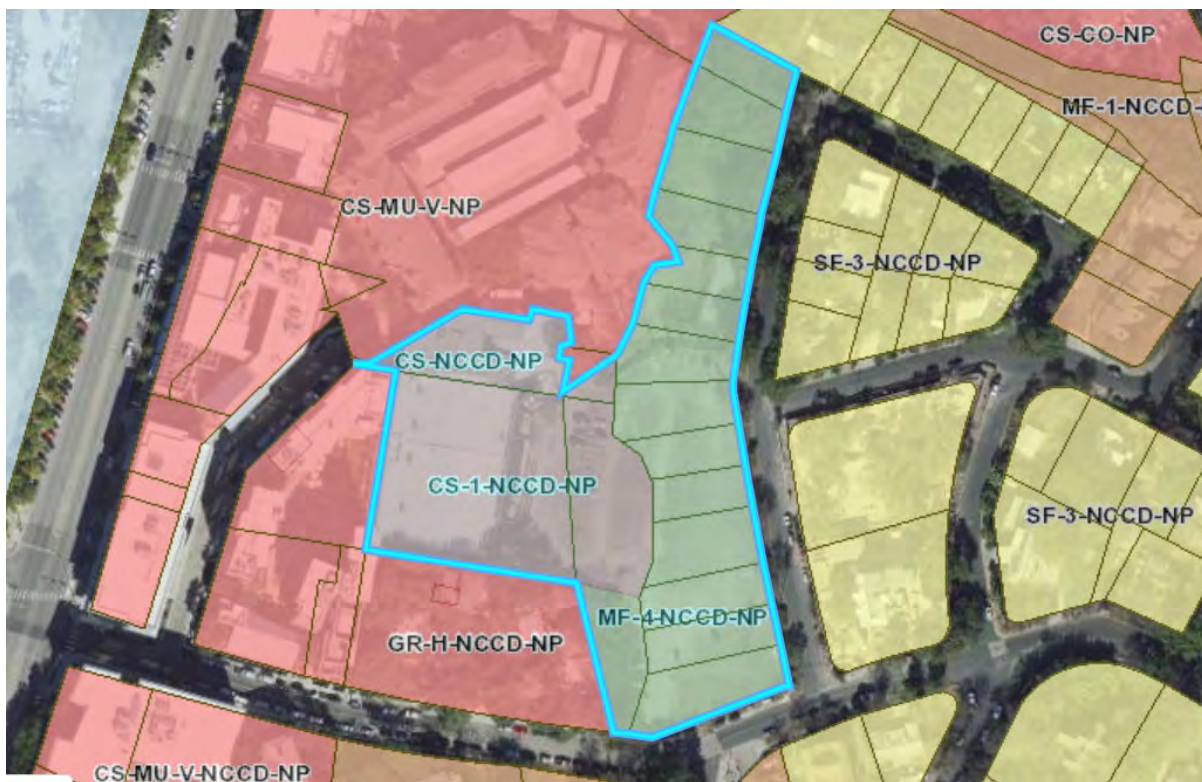 CS-CO-NP
MF-1-NCCD-
CS-MU-V-NP
SF-3-NCCD-NP
CS-NCCD-NP
CS-1-NCCD-NP
SF-3-NCCD-NP
MF-4-NCCD-NP
GR-H-NCCD-NP
CS-MU-V-NCCD-NP